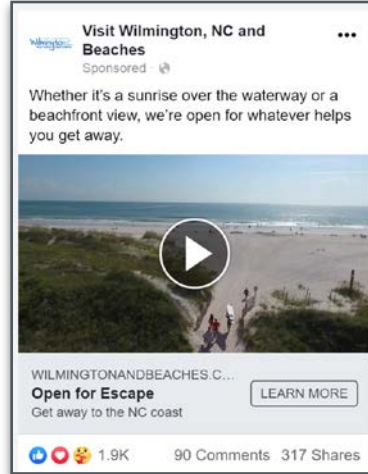 Wilmington
Visit Wilmington, NC and
Beaches
Sponsored ·
Whether it's a sunrise over the waterway or a
beachfront view, we're open for whatever helps
you get away.
WILMINGTONANDBEACHES.C...
Open for Escape
LEARN MORE
Get away to the NC coast
1.9K
90 Comments 317 Shares